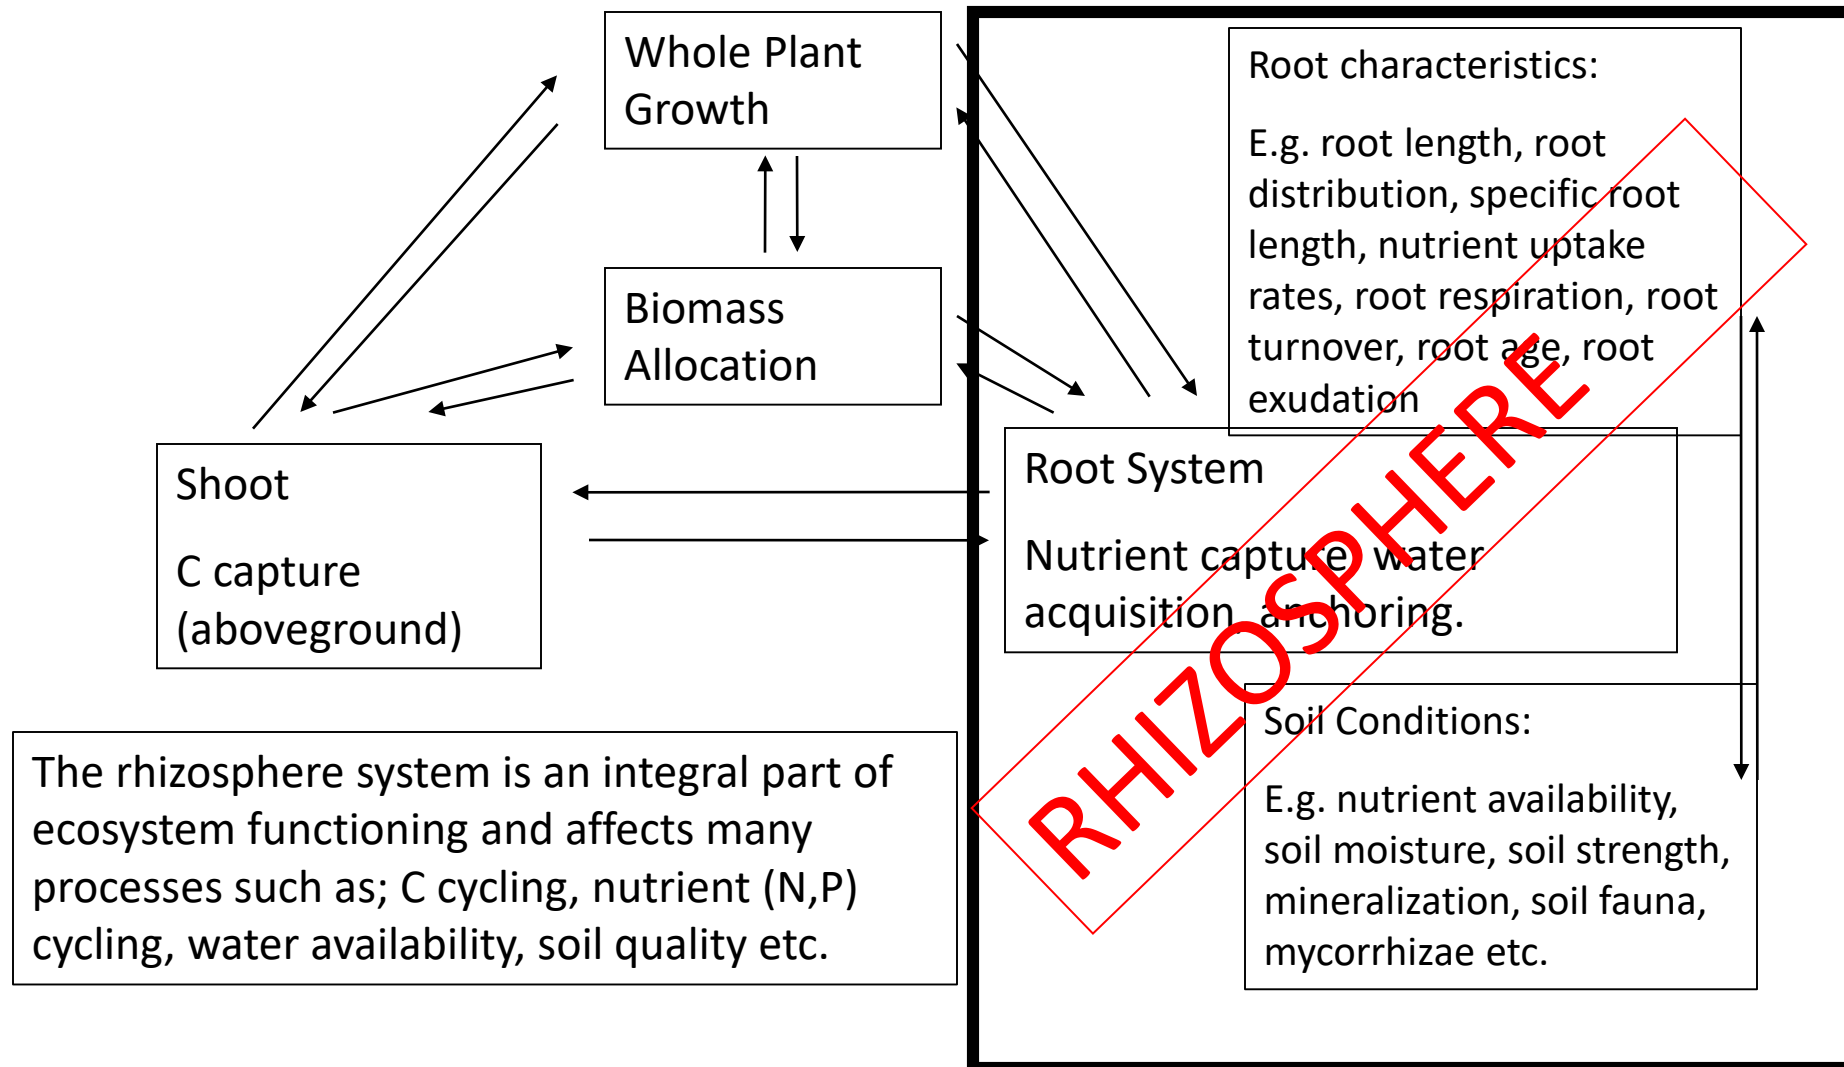 Whole Plant
Growth
Biomass
Allocation
Shoot
C capture
(aboveground)
The rhizosphere system is an integral part of
ecosystem functioning and affects many
processes such as; C cycling, nutrient (N,P)
cycling, water availability, soil quality etc.
Root characteristics:
E.g. root length, root
distribution, specific root
length, nutrient uptake
rates, root respiration, root
turnover, root age, root
exudation
Root System
Nutrient capture, water
acquisition, anchoring.
Soil Conditions:
E.g. nutrient availability,
soil moisture, soil strength,
mineralization, soil fauna,
mycorrhizae etc.
RHIZOSPHERE